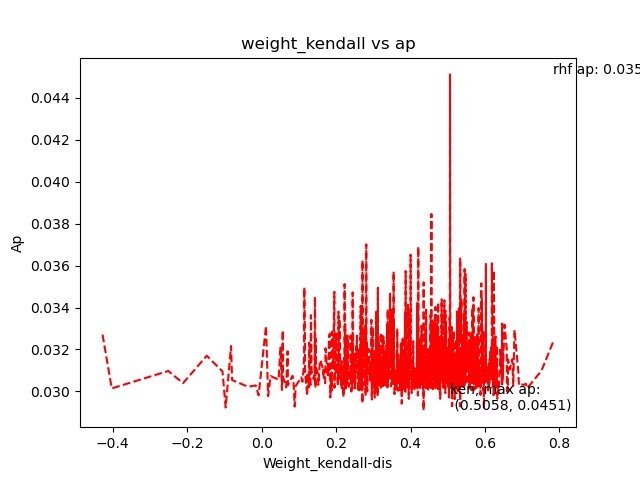 weight_kendall vs ap
rhf ap: 0.035
Ap
0.044
0.042
0.040
0.038
0.036
0.034
0.032
0.030
ken, max ap:
(0.5058, 0.0451)
−0.4 −0.2 0.0 0.2 0.4 0.6 0.8
Weight_kendall-dis